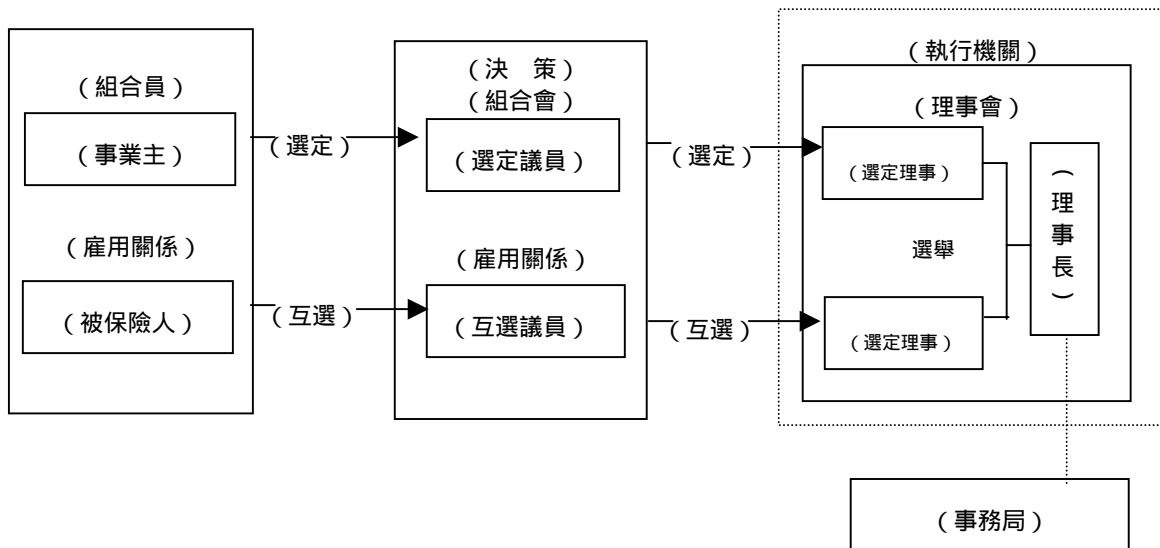 （組合員）
（事業主）
（雇用關係）
（被保險人）
（選定）
（互選）
（決　策）
（組合會）
（選定議員）
（雇用關係）
（互選議員）
（選定）
（互選）
（執行機關）
（理事會）
（選定理事）
選舉
（選定理事）
（理事長）
（事務局）